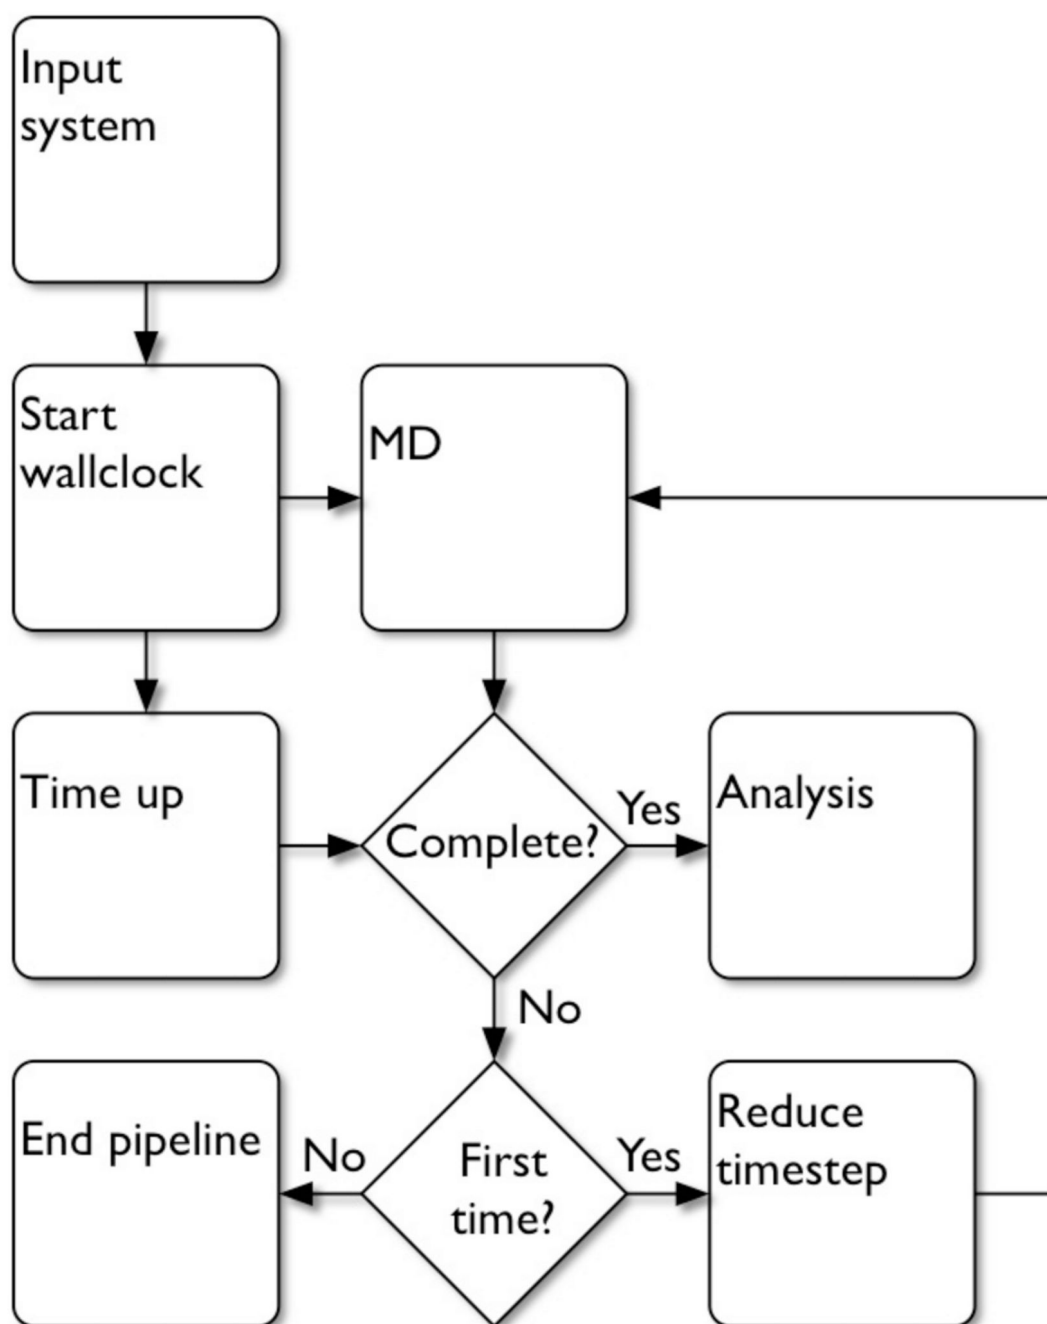 Input
system
Start
wallclock
MD
Time up
Complete?
Yes
Analysis
No
End pipeline
No
First
time?
Yes
Reduce
timestep